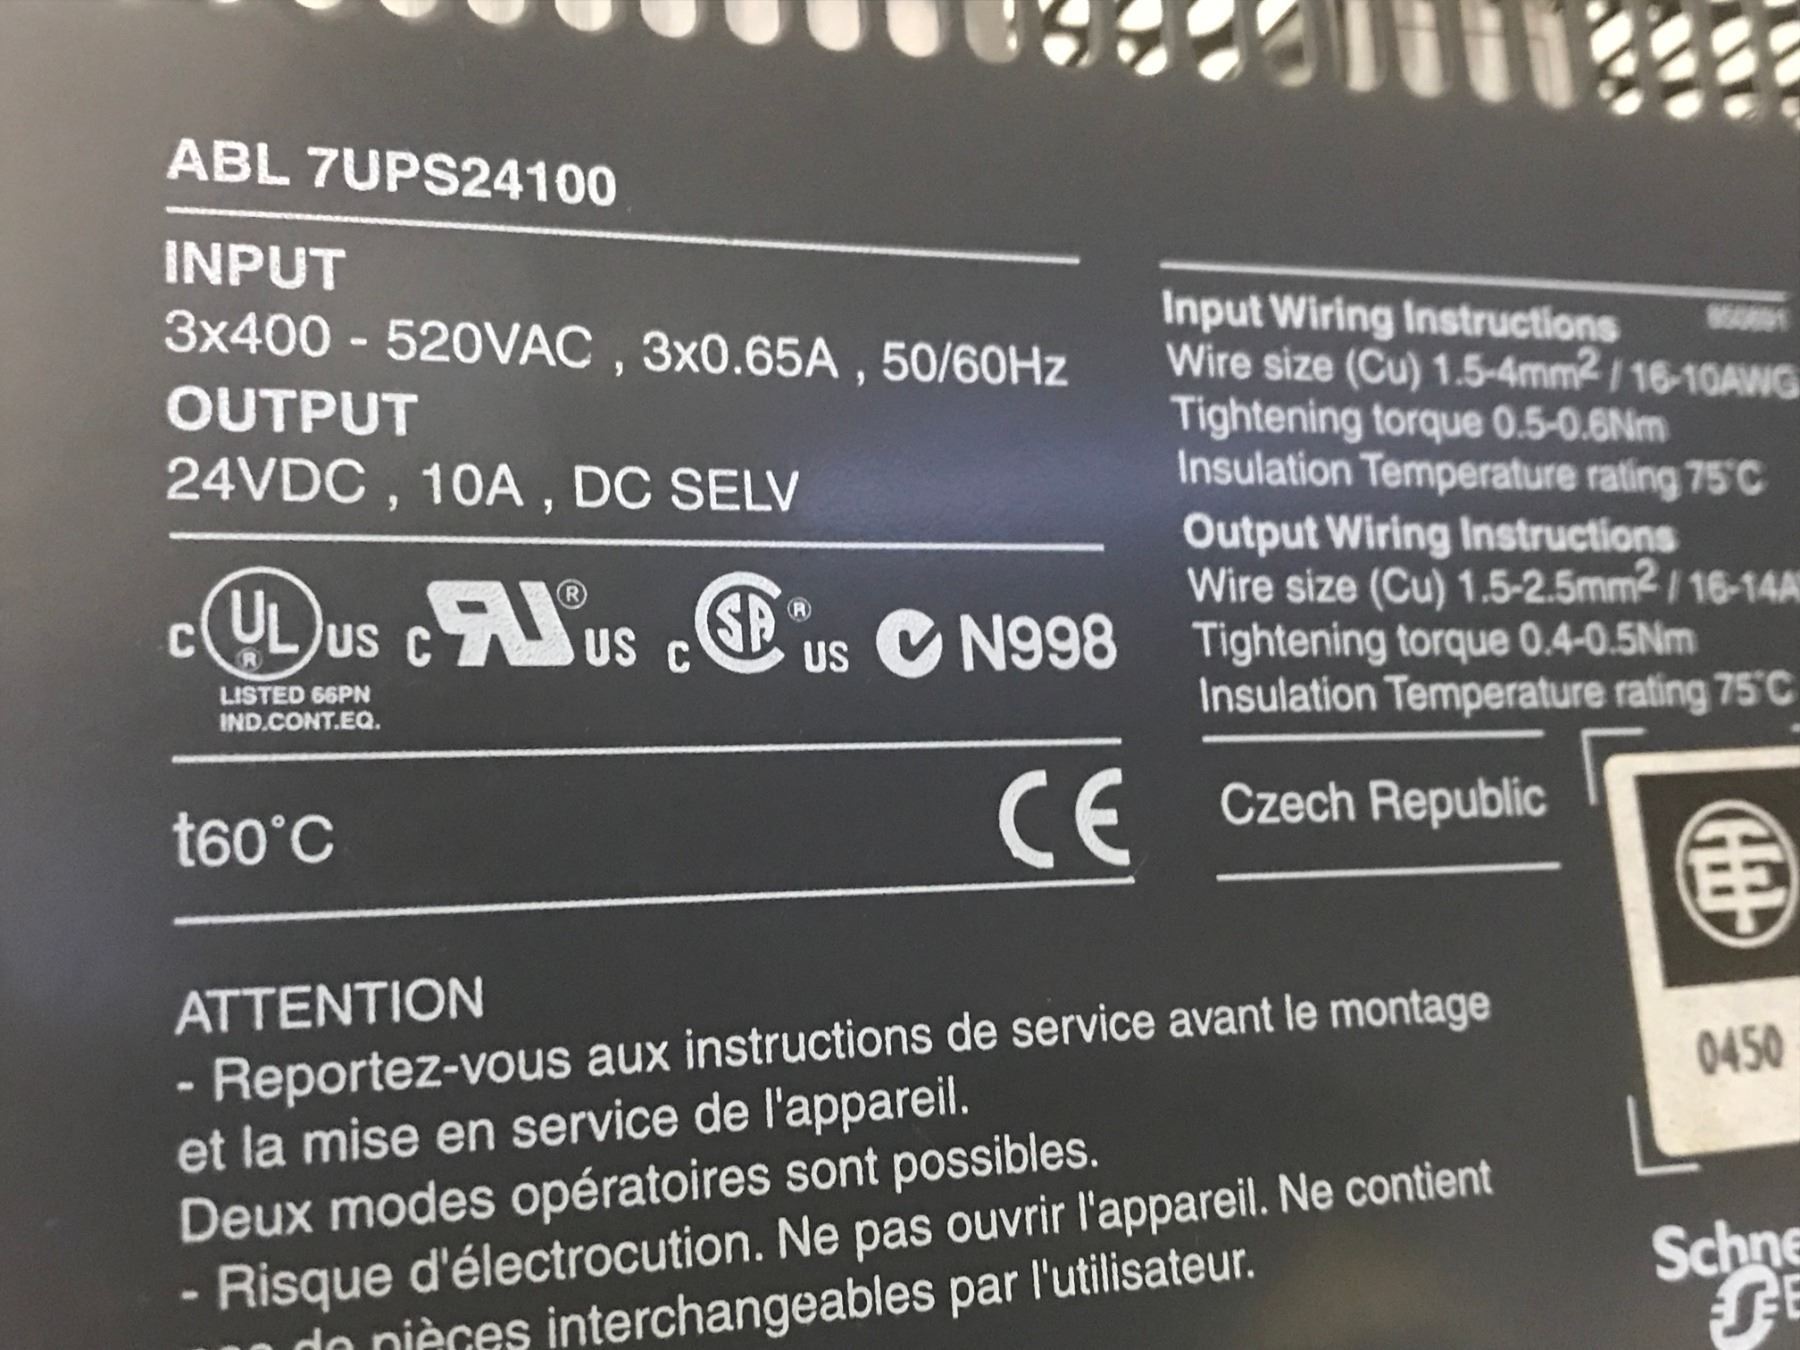 ABL 7UPS24100
INPUT
3x400 - 520VAC , 3x0.65A , 50/60Hz
OUTPUT
24VDC , 10A , DC SELV
C UL ® US C RU ® US C SA ® US N998
LISTED 66PN
IND.CONT.EQ.
t60°C CE
Input Wiring Instructions
Wire size (Cu) 1.5-4mm² / 16-10AWG
Tightening torque 0.5-0.6Nm
Insulation Temperature rating 75°C
Output Wiring Instructions
Wire size (Cu) 1.5-2.5mm² / 16-14A
Tightening torque 0.4-0.5Nm
Insulation Temperature rating 75°C
Czech Republic
0450
ATTENTION
- Reportez-vous aux instructions de service avant le montage
et la mise en service de l'appareil.
Deux modes opératoires sont possibles.
- Risque d'électrocution. Ne pas ouvrir l'appareil. Ne contient
de pièces interchangeables par l'utilisateur.
Schne
E